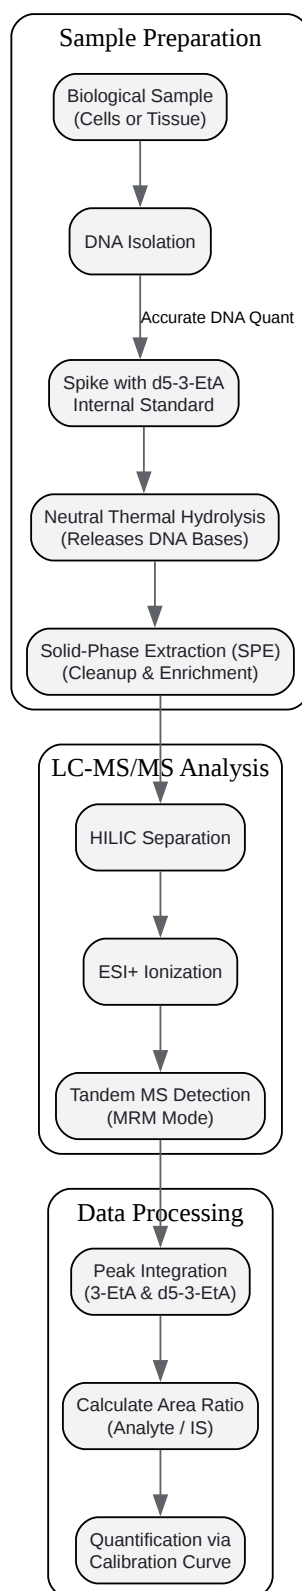 Sample Preparation
Biological Sample
(Cells or Tissue)
DNA Isolation
Accurate DNA Quant
Spike with d5-3-EtA
Internal Standard
Neutral Thermal Hydrolysis
(Releases DNA Bases)
Solid-Phase Extraction (SPE)
(Cleanup & Enrichment)
LC-MS/MS Analysis
HILIC Separation
ESI+ Ionization
Tandem MS Detection
(MRM Mode)
Data Processing
Peak Integration
(3-EtA & d5-3-EtA)
Calculate Area Ratio
(Analyte / IS)
Quantification via
Calibration Curve